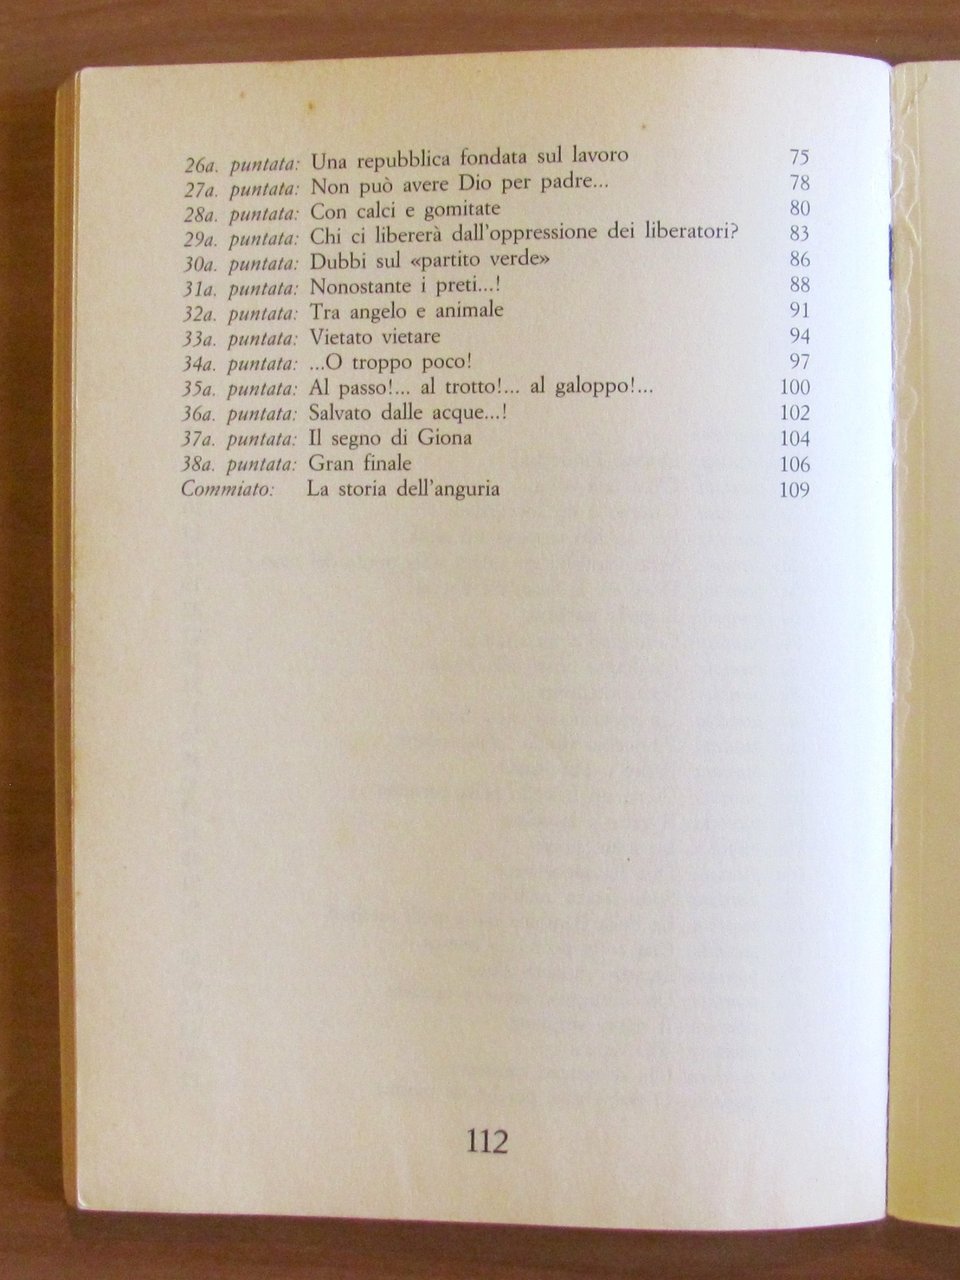 26a. puntata: Una repubblica fondata sul lavoro 75
27a. puntata: Non può avere Dio per padre... 78
28a. puntata: Con calci e gomitate 80
29a. puntata: Chi ci libererà dall'oppressione dei liberatori? 83
30a. puntata: Dubbi sul «partito verde» 86
31a. puntata: Nonostante i preti...! 88
32a. puntata: Tra angelo e animale 91
33a. puntata: Vietato vietare 94
34a. puntata: ...O troppo poco! 97
35a. puntata: Al passo!... al trotto!... al galoppo!... 100
36a. puntata: Salvato dalle acque...! 102
37a. puntata: Il segno di Giona 104
38a. puntata: Gran finale 106
Commiato: La storia dell'anguria 109
112